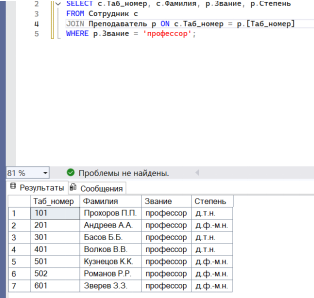 2 SELECT с.Таб_номер, с.Фамилия, р.Звание, р.Степень
3 FROM Сотрудник с
4 JOIN Преподаватель р ON с.Таб_номер = р.[Таб_номер]
5 WHERE р.Звание = 'профессор';
81 % Проблемы не найдены.
Результаты Сообщения
Таб_номер Фамилия Звание Степень
1 101 Прохоров П.П. профессор д.т.н.
2 201 Андреев А.А. профессор д.ф.-м.н.
3 301 Басов Б.Б. профессор д.т.н.
4 401 Волков В.В. профессор д.т.н.
5 501 Кузнецов К.К. профессор д.ф.-м.н.
6 502 Романов Р.Р. профессор д.ф.-м.н.
7 601 Зверев З.З. профессор д.ф.-м.н.